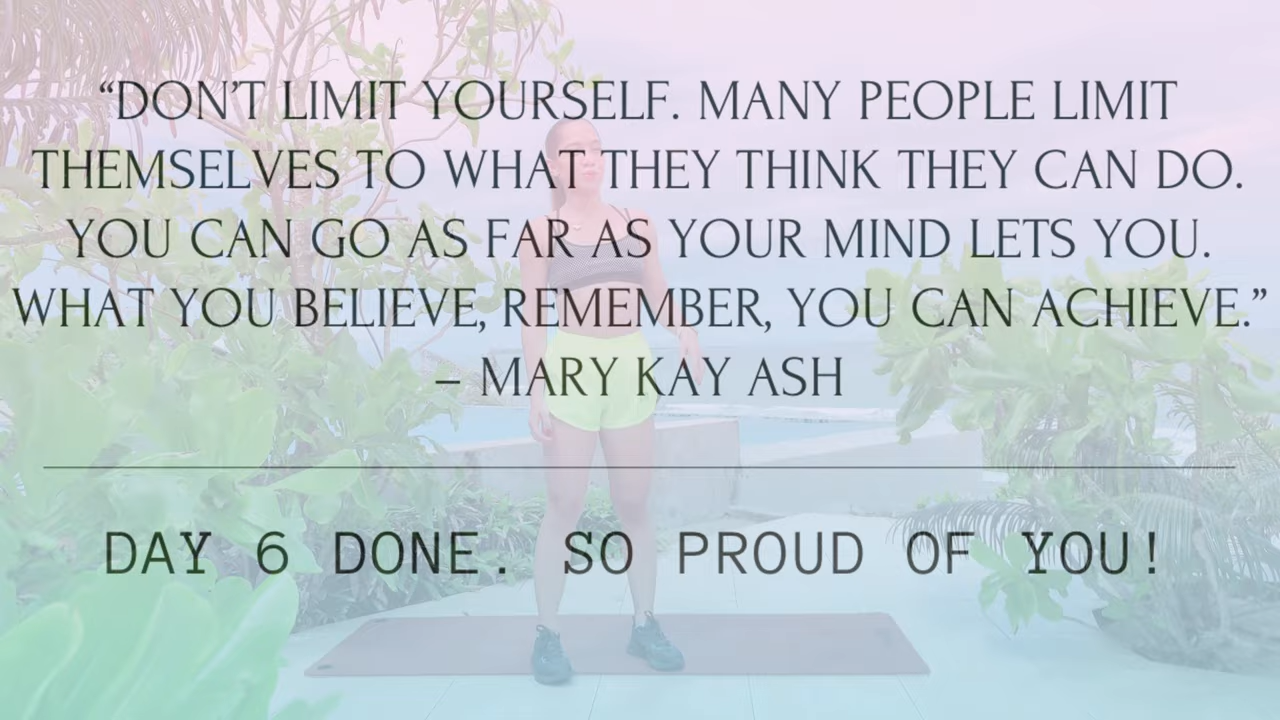 “DON’T LIMIT YOURSELF. MANY PEOPLE LIMIT
THEMSELVES TO WHAT THEY THINK THEY CAN DO.
YOU CAN GO AS FAR AS YOUR MIND LETS YOU.
WHAT YOU BELIEVE, REMEMBER, YOU CAN ACHIEVE.”
– MARY KAY ASH
DAY 6 DONE. SO PROUD OF YOU!